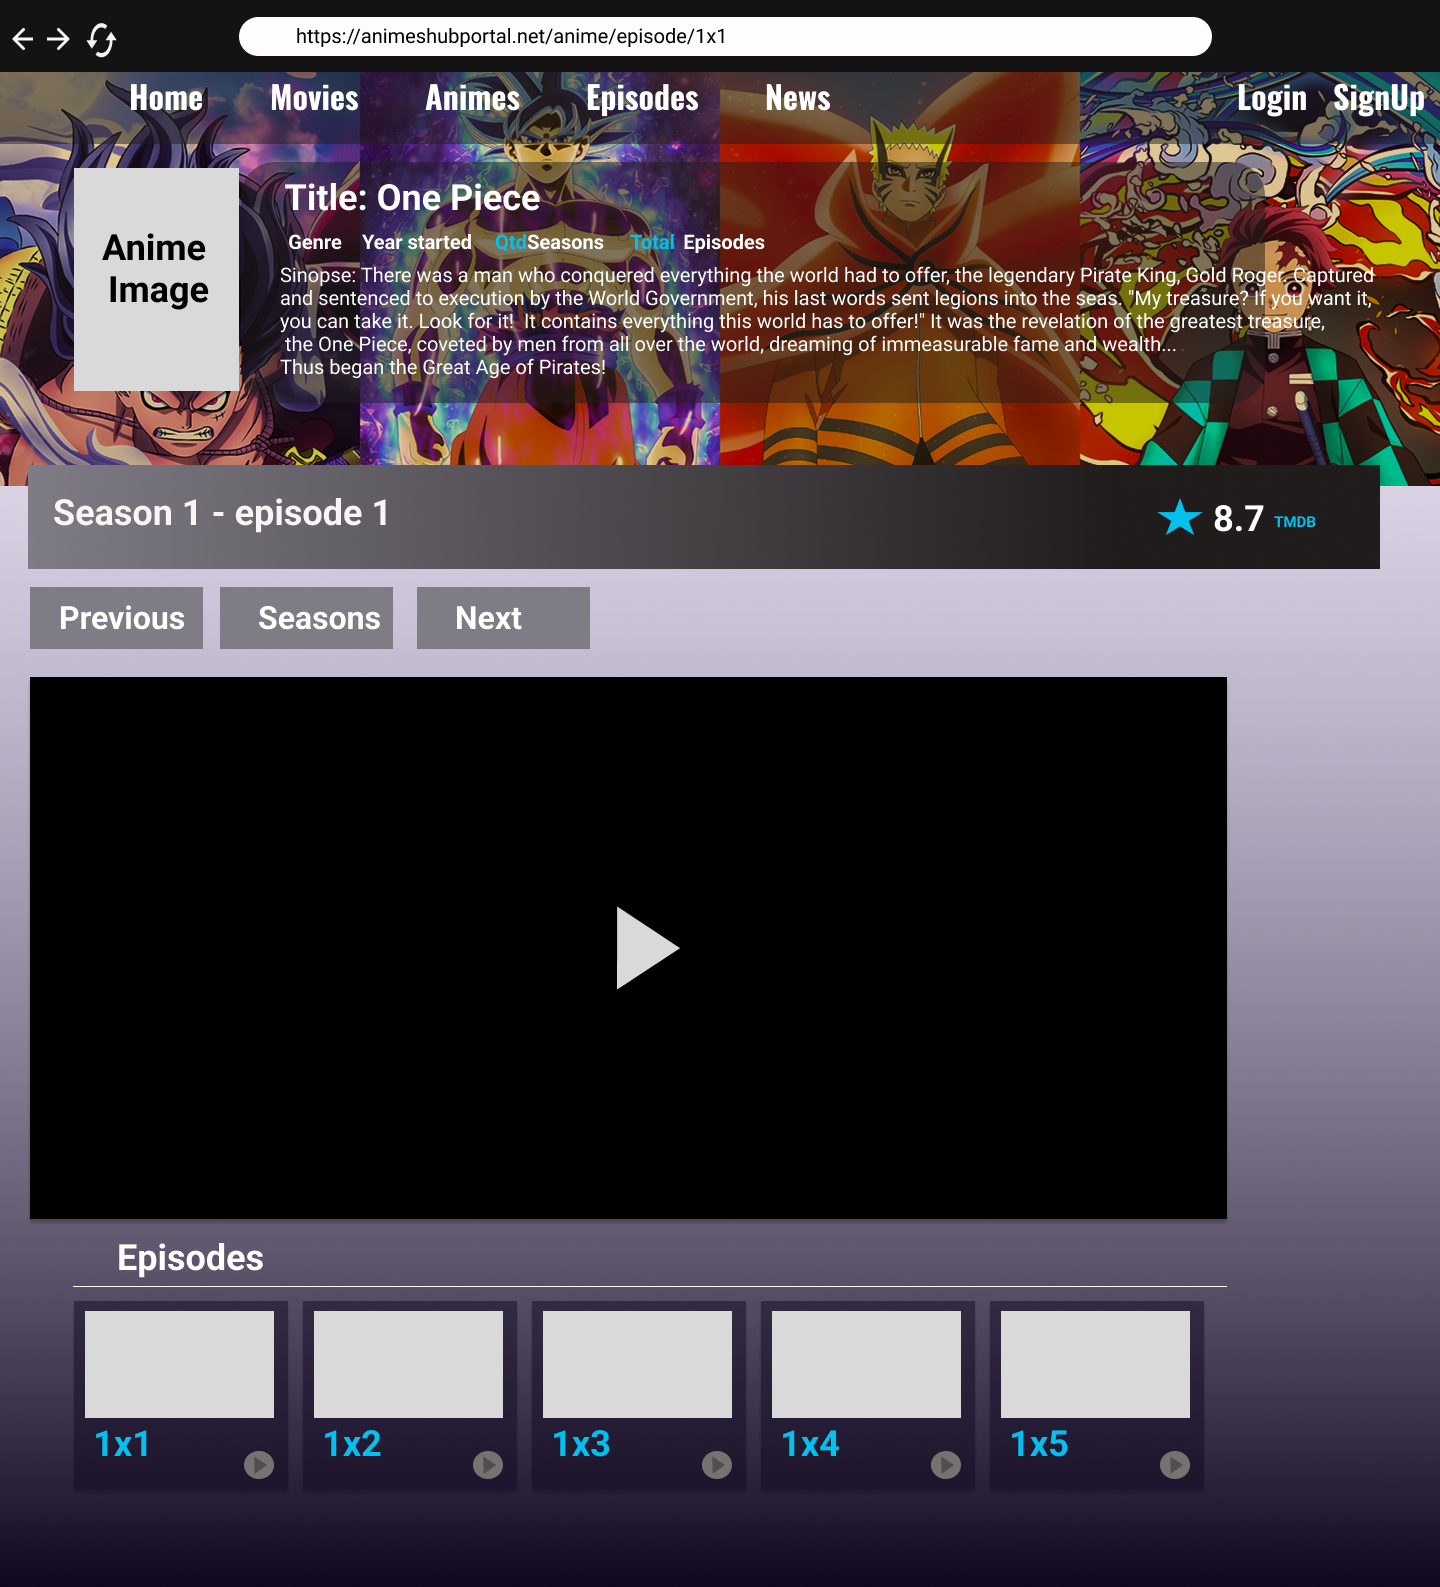 https://animeshubportal.net/anime/episode/1x1
Home Movies Animes Episodes News Login SignUp
Anime
Image
Title: One Piece
Genre Year started QtdSeasons Total Episodes
Sinopse: There was a man who conquered everything the world had to offer, the legendary Pirate King, Gold Roger. Captured
and sentenced to execution by the World Government, his last words sent legions into the seas. "My treasure? If you want it,
you can take it. Look for it!  It contains everything this world has to offer!" It was the revelation of the greatest treasure,
the One Piece, coveted by men from all over the world, dreaming of immeasurable fame and wealth...
Thus began the Great Age of Pirates!
Season 1 - episode 1
8.7 TMDB
Previous Seasons Next
Episodes
1x1 1x2 1x3 1x4 1x5